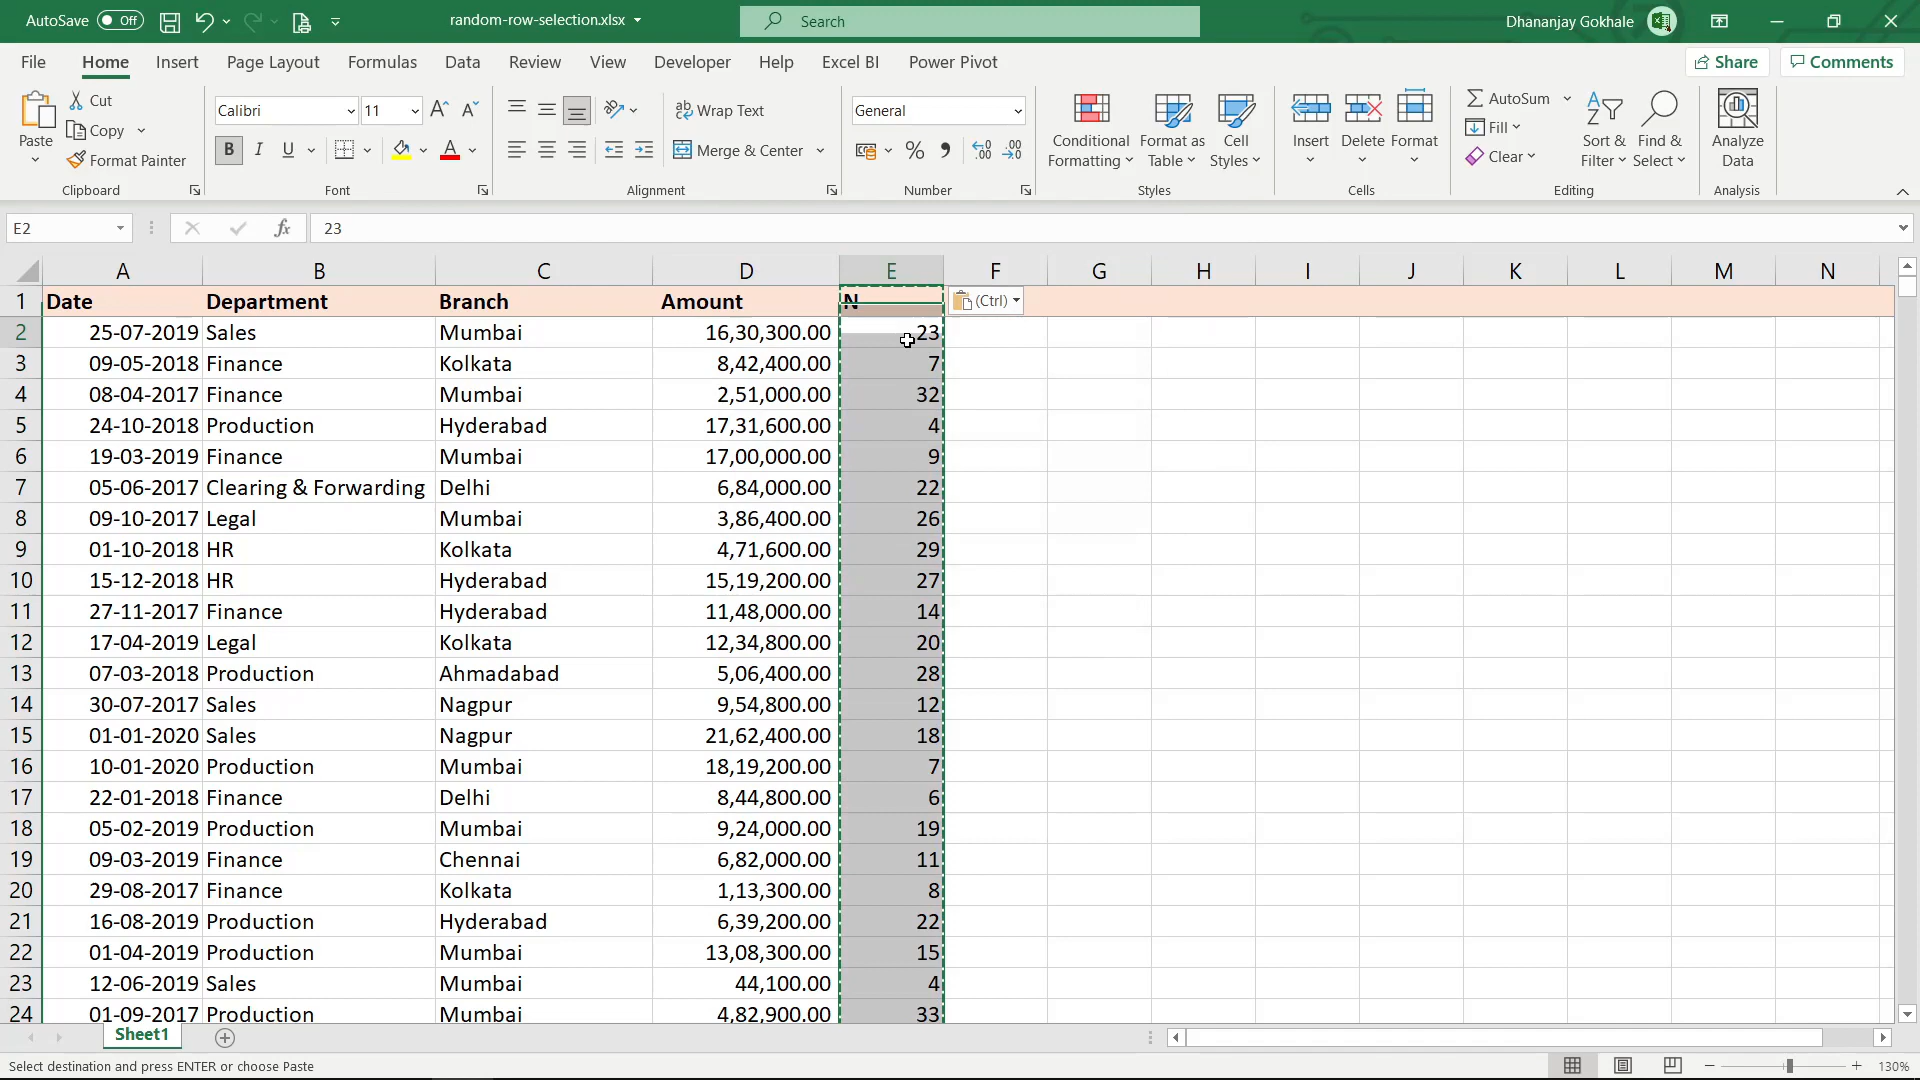 AutoSave Off random-row-selection.xlsx Search Dhananjay Gokhale
File Home Insert Page Layout Formulas Data Review View Developer Help Excel BI Power Pivot Share Comments
Paste Cut Copy Format Painter Clipboard
Calibri 11 B I U A Font
Wrap Text Merge & Center Alignment
General % Number
Conditional Formatting Format as Table Cell Styles Styles
Insert Delete Format Cells
AutoSum Fill Clear Sort & Filter Find & Select Editing
Analyze Data Analysis
E2 fx 23
A B C D E F G H I J K L M N
1 Date Department Branch Amount N (Ctrl)
2 25-07-2019 Sales Mumbai 16,30,300.00 23
3 09-05-2018 Finance Kolkata 8,42,400.00 7
4 08-04-2017 Finance Mumbai 2,51,000.00 32
5 24-10-2018 Production Hyderabad 17,31,600.00 4
6 19-03-2019 Finance Mumbai 17,00,000.00 9
7 05-06-2017 Clearing & Forwarding Delhi 6,84,000.00 22
8 09-10-2017 Legal Mumbai 3,86,400.00 26
9 01-10-2018 HR Kolkata 4,71,600.00 29
10 15-12-2018 HR Hyderabad 15,19,200.00 27
11 27-11-2017 Finance Hyderabad 11,48,000.00 14
12 17-04-2019 Legal Kolkata 12,34,800.00 20
13 07-03-2018 Production Ahmadabad 5,06,400.00 28
14 30-07-2017 Sales Nagpur 9,54,800.00 12
15 01-01-2020 Sales Nagpur 21,62,400.00 18
16 10-01-2020 Production Mumbai 18,19,200.00 7
17 22-01-2018 Finance Delhi 8,44,800.00 6
18 05-02-2019 Production Mumbai 9,24,000.00 19
19 09-03-2019 Finance Chennai 6,82,000.00 11
20 29-08-2017 Finance Kolkata 1,13,300.00 8
21 16-08-2019 Production Hyderabad 6,39,200.00 22
22 01-04-2019 Production Mumbai 13,08,300.00 15
23 12-06-2019 Sales Mumbai 44,100.00 4
24 01-09-2017 Production Mumbai 4,82,900.00 33
Sheet1
Select destination and press ENTER or choose Paste 130%